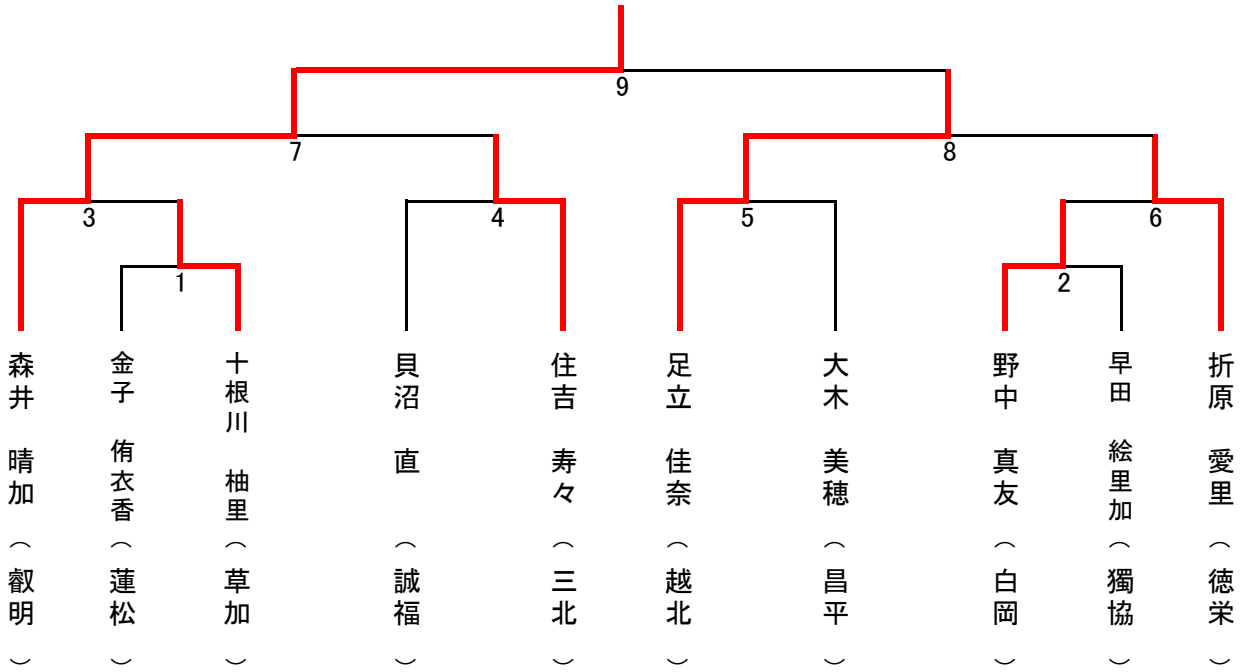 9
7
8
3
4
5
6
1
2
森井 晴加（叡明）
金子 侑衣香（蓮松）
十根川 柚里（草加）
貝沼 直（誠福）
住吉 寿々（三北）
足立 佳奈（越北）
大木 美穂（昌平）
野中 真友（白岡）
早田 絵里加（獨協）
折原 愛里（徳栄）